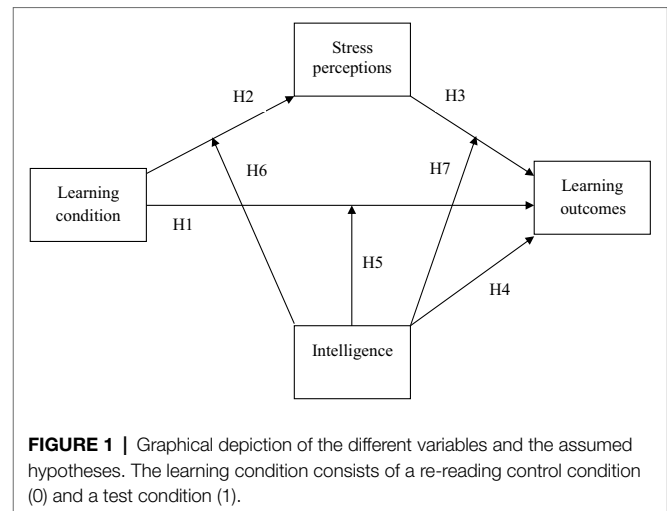 Stress
perceptions
H2
H3
H6
H7
Learning
condition
Learning
outcomes
H1
H5
H4
Intelligence
FIGURE 1 | Graphical depiction of the different variables and the assumed
hypotheses. The learning condition consists of a re-reading control condition
(0) and a test condition (1).